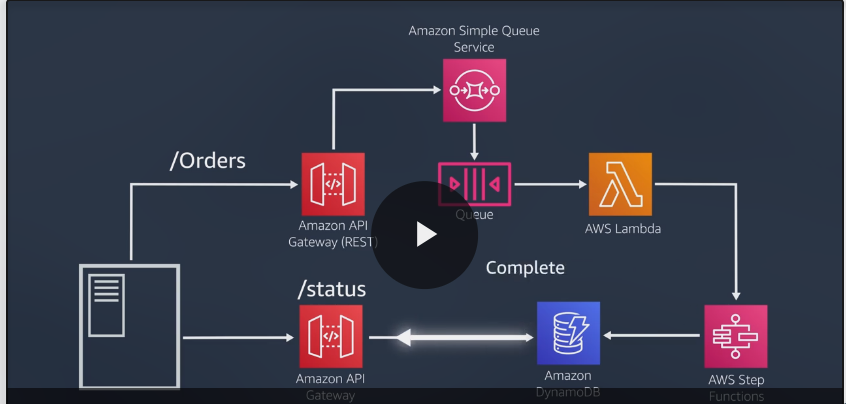 Amazon Simple Queue
Service
/Orders
Amazon API
Gateway (REST)
Queue
AWS Lambda
Complete
/status
Amazon API
Gateway
Amazon
DynamoDB
AWS Step
Functions